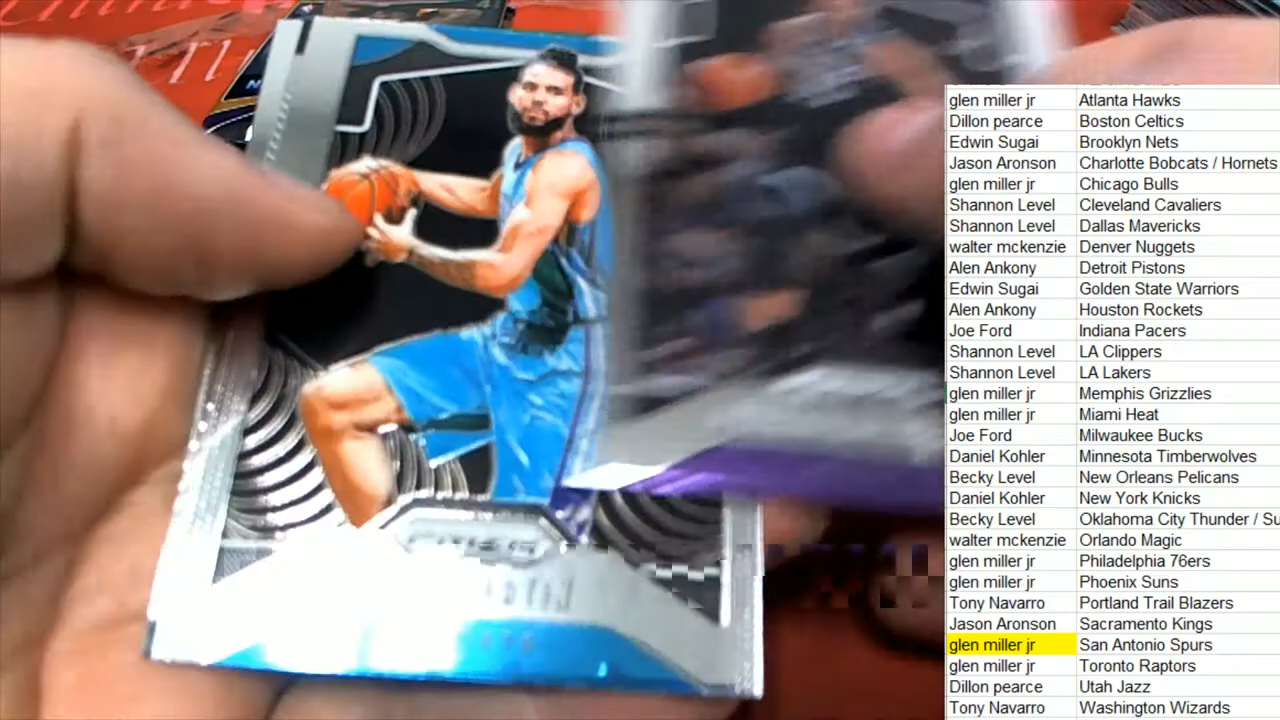 glen miller jr Atlanta Hawks
Dillon pearce Boston Celtics
Edwin Sugai Brooklyn Nets
Jason Aronson Charlotte Bobcats / Hornets
glen miller jr Chicago Bulls
Shannon Level Cleveland Cavaliers
Shannon Level Dallas Mavericks
walter mckenzie Denver Nuggets
Alen Ankony Detroit Pistons
Edwin Sugai Golden State Warriors
Alen Ankony Houston Rockets
Joe Ford Indiana Pacers
Shannon Level LA Clippers
Shannon Level LA Lakers
glen miller jr Memphis Grizzlies
glen miller jr Miami Heat
Joe Ford Milwaukee Bucks
Daniel Kohler Minnesota Timberwolves
Becky Level New Orleans Pelicans
Daniel Kohler New York Knicks
Becky Level Oklahoma City Thunder / Su
walter mckenzie Orlando Magic
glen miller jr Philadelphia 76ers
glen miller jr Phoenix Suns
Tony Navarro Portland Trail Blazers
Jason Aronson Sacramento Kings
glen miller jr San Antonio Spurs
glen miller jr Toronto Raptors
Dillon pearce Utah Jazz
Tony Navarro Washington Wizards